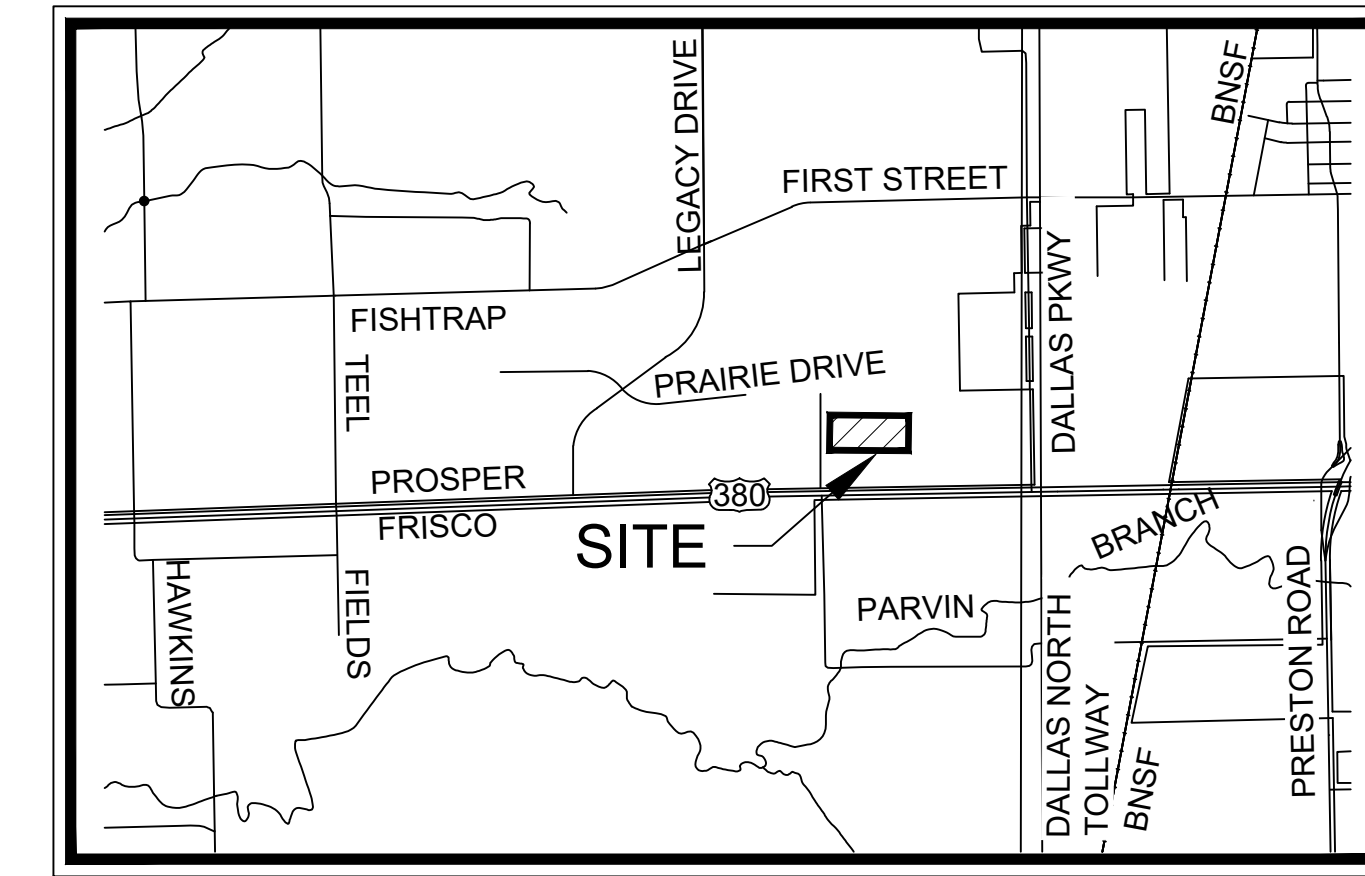 LEGACY DRIVE
BNSF
FIRST STREET
DALLAS PKWY
FISHTRAP
TEEL
PRAIRIE DRIVE
PROSPER
380
FRISCO
SITE
BRANCH
HAWKINS
FIELDS
PARVIN
DALLAS NORTH
TOLLWAY
BNSF
PRESTON ROAD